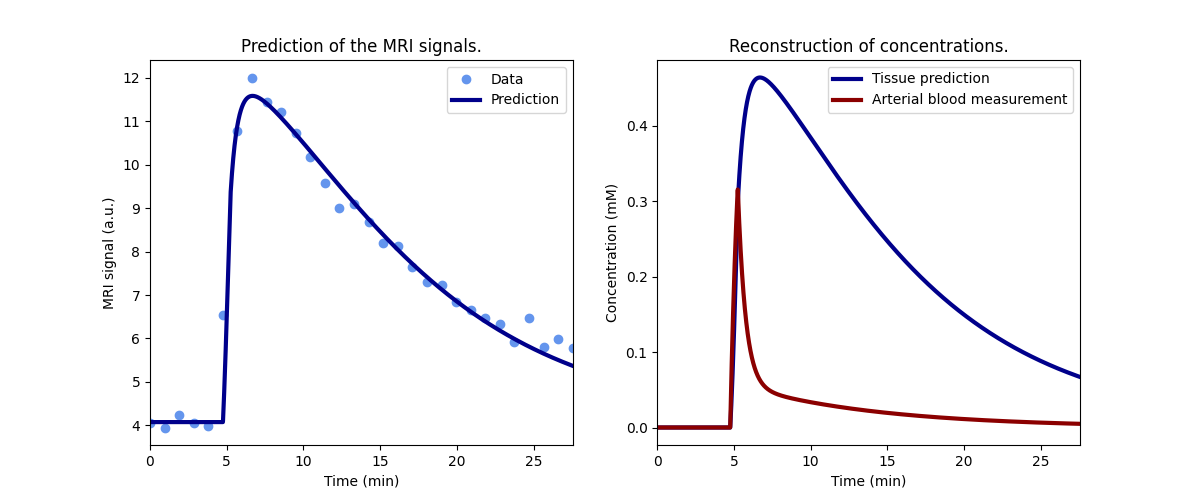 Prediction of the MRI signals.
Data
Prediction
12
11
10
9
8
7
6
5
4
MRI signal (a.u.)
0
5
10
15
20
25
Time (min)
Reconstruction of concentrations.
Tissue prediction
Arterial blood measurement
0.4
0.3
0.2
0.1
0.0
Concentration (mM)
0
5
10
15
20
25
Time (min)